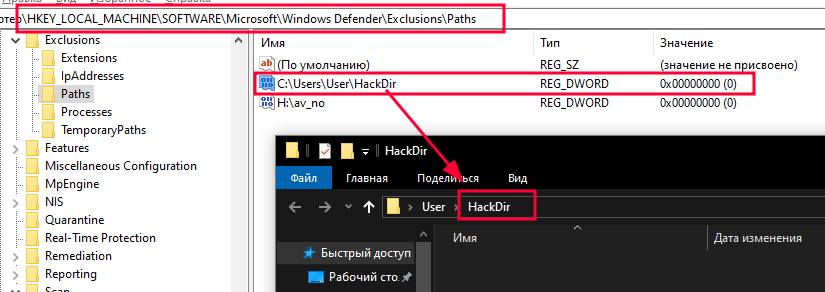 Правка Вид Избранное Справка
ютер\HKEY_LOCAL_MACHINE\SOFTWARE\Microsoft\Windows Defender\Exclusions\Paths
Exclusions
Extensions
IpAddresses
Paths
Processes
TemporaryPaths
Features
Miscellaneous Configuration
MpEngine
NIS
Quarantine
Real-Time Protection
Remediation
Reporting
Scan
Имя Тип Значение
(По умолчанию) REG_SZ (значение не присвоено)
C:\Users\User\HackDir REG_DWORD 0x00000000 (0)
H:\av_no REG_DWORD 0x00000000 (0)
HackDir
Файл Главная Поделиться Вид
User HackDir
Имя Дата изменения
Быстрый доступ
Рабочий сто.